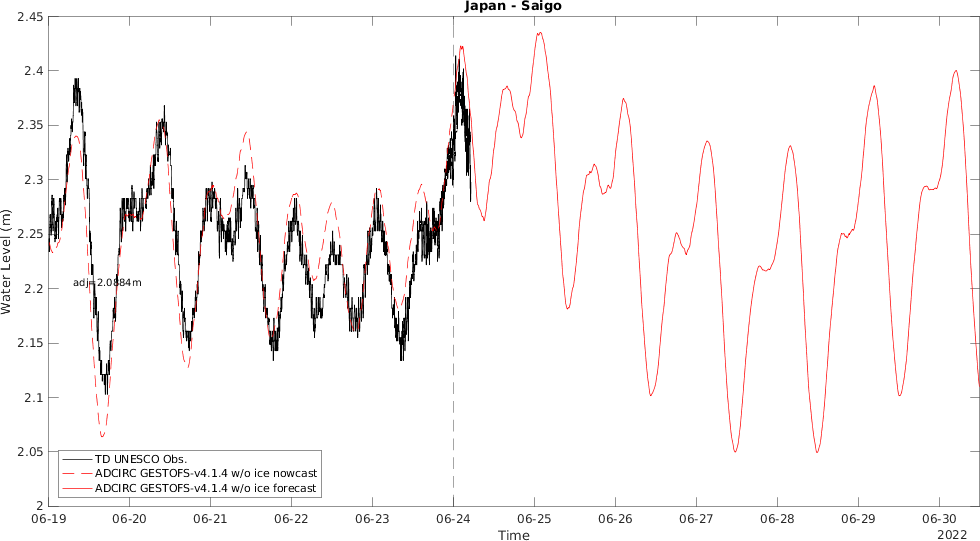 Japan - Saigo
2.45
2.4
2.35
2.3
2.25
2.2
2.15
2.1
2.05
2
Water Level (m)
adj=2.0884m
TD UNESCO Obs.
ADCIRC GESTOFS-v4.1.4 w/o ice nowcast
ADCIRC GESTOFS-v4.1.4 w/o ice forecast
06-19 06-20 06-21 06-22 06-23 06-24 06-25 06-26 06-27 06-28 06-29 06-30
Time
2022